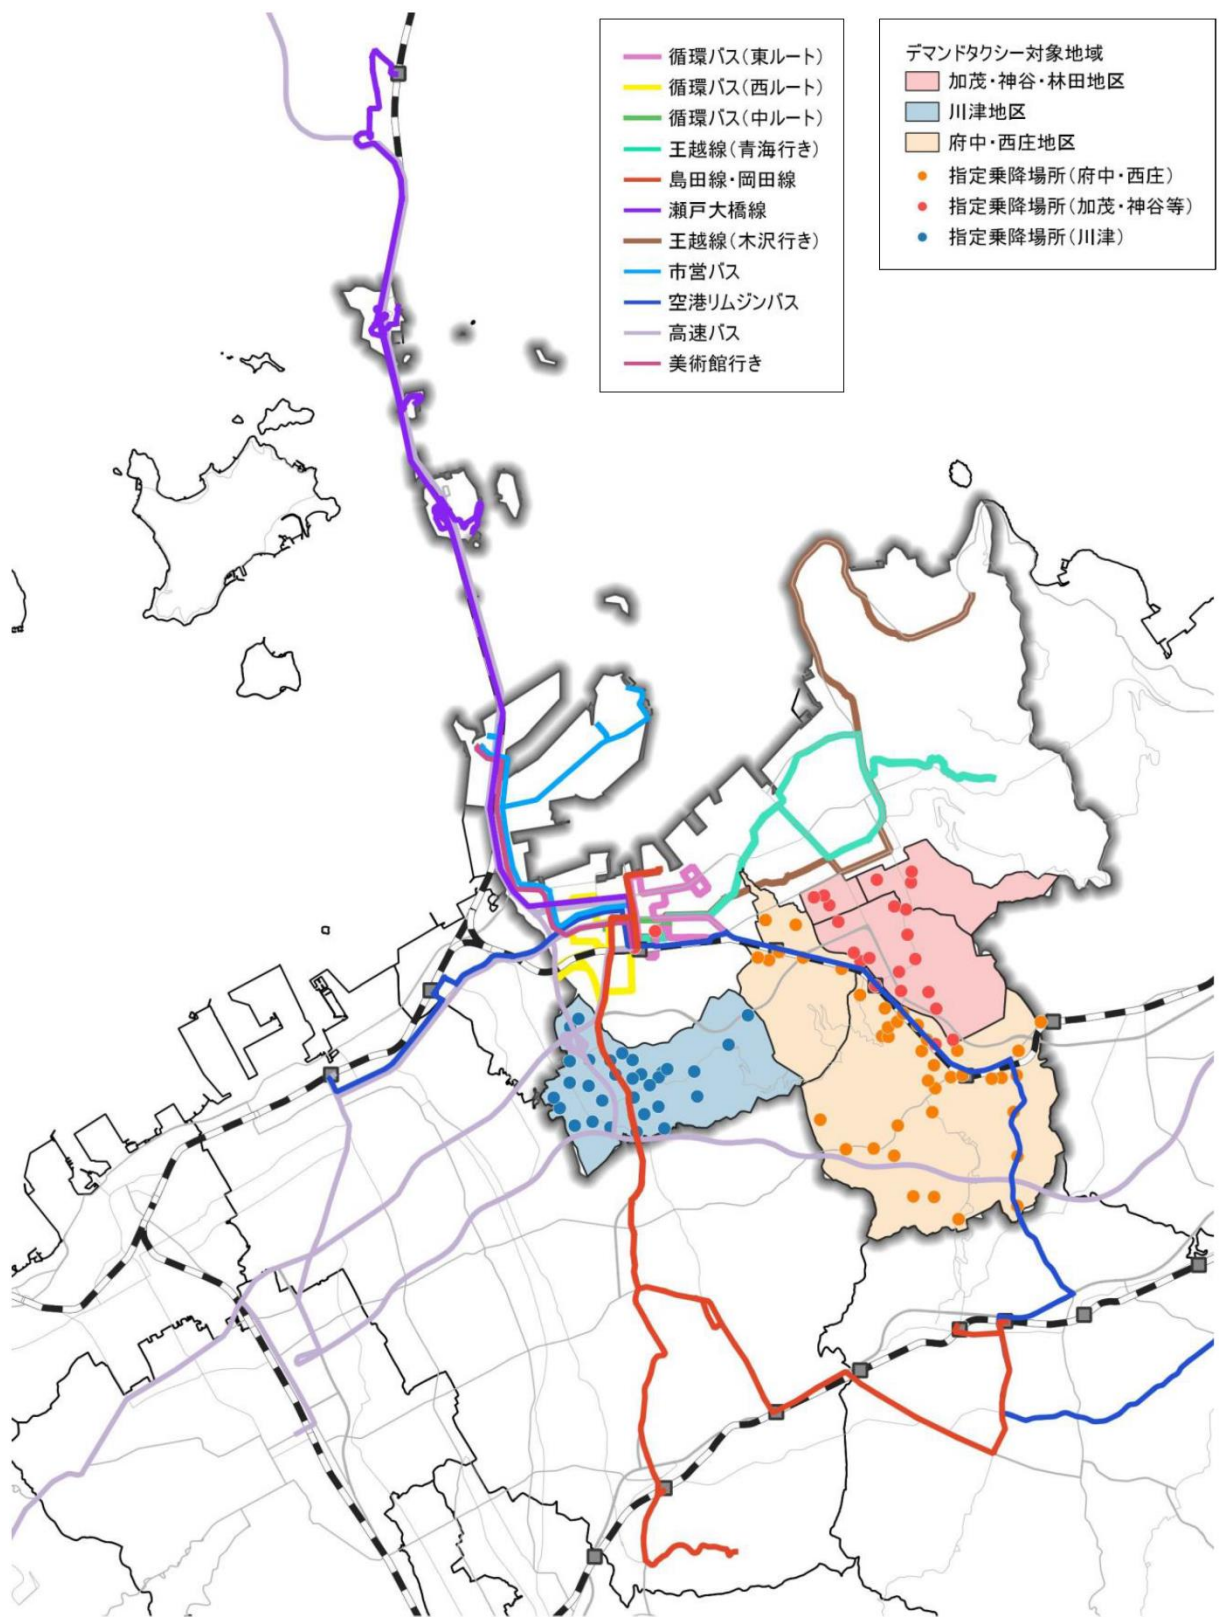 循環バス(東ルート)
循環バス(西ルート)
循環バス(中ルート)
王越線(青海行き)
島田線・岡田線
瀬戸大橋線
王越線(木沢行き)
市営バス
空港リムジンバス
高速バス
美術館行き
デマンドタクシー対象地域
加茂・神谷・林田地区
川津地区
府中・西庄地区
指定乗降場所(府中・西庄)
指定乗降場所(加茂・神谷等)
指定乗降場所(川津)